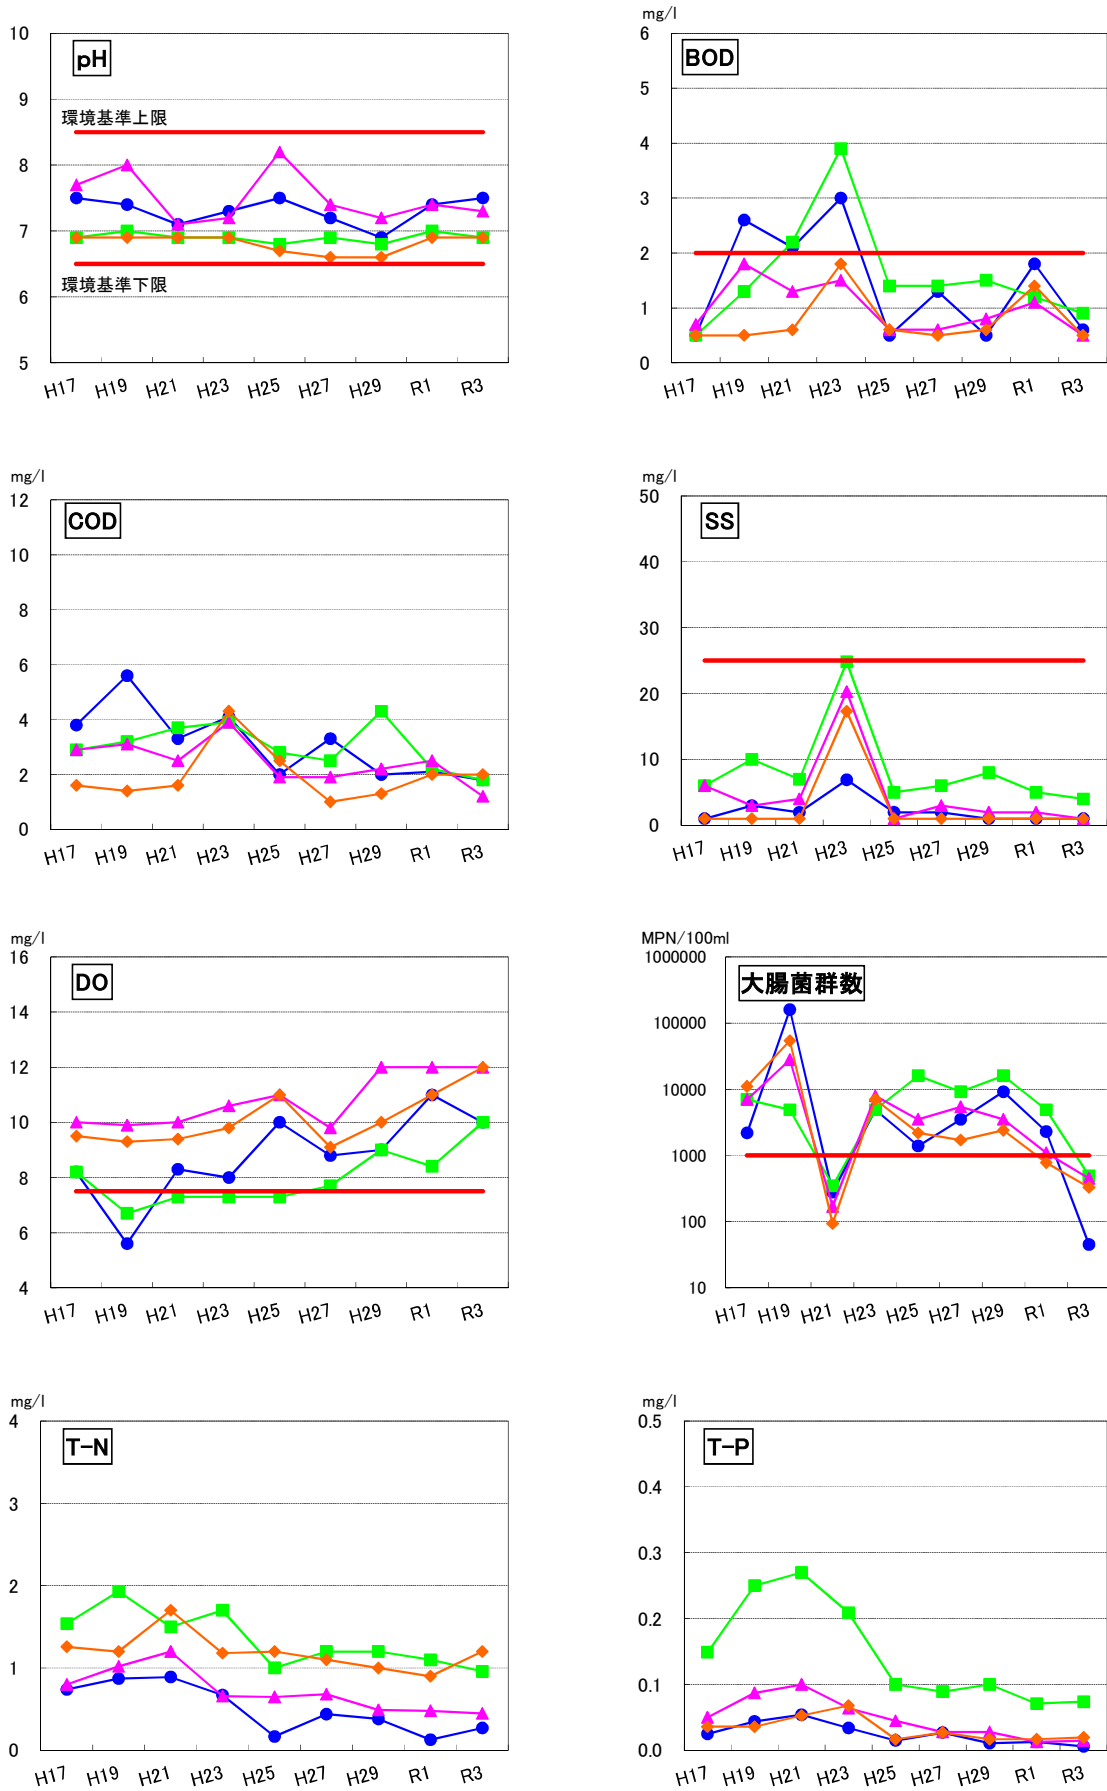 pH
10
9
8
7
6
5
環境基準上限
環境基準下限
H17 H19 H21 H23 H25 H27 H29 R1 R3
mg/l
BOD
6
5
4
3
2
1
0
H17 H19 H21 H23 H25 H27 H29 R1 R3
mg/l
COD
12
10
8
6
4
2
0
H17 H19 H21 H23 H25 H27 H29 R1 R3
mg/l
SS
50
40
30
20
10
0
H17 H19 H21 H23 H25 H27 H29 R1 R3
mg/l
DO
16
14
12
10
8
6
4
H17 H19 H21 H23 H25 H27 H29 R1 R3
MPN/100ml
大腸菌群数
1000000
100000
10000
1000
100
10
H17 H19 H21 H23 H25 H27 H29 R1 R3
mg/l
T-N
4
3
2
1
0
H17 H19 H21 H23 H25 H27 H29 R1 R3
mg/l
T-P
0.5
0.4
0.3
0.2
0.1
0.0
H17 H19 H21 H23 H25 H27 H29 R1 R3